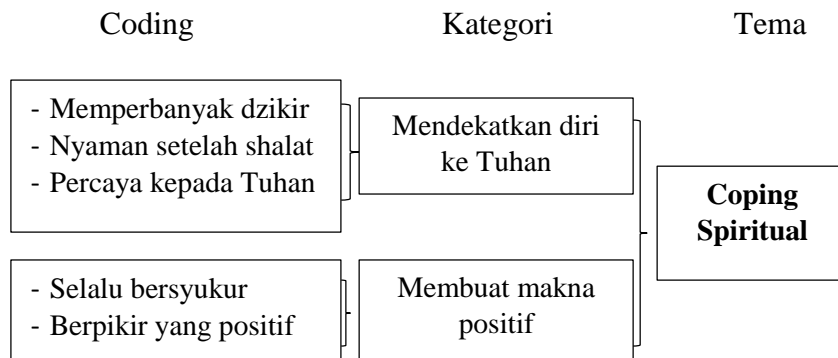 Coding Kategori Tema
- Memperbanyak dzikir
- Nyaman setelah shalat
- Percaya kepada Tuhan
Mendekatkan diri
ke Tuhan
Coping
Spiritual
- Selalu bersyukur
- Berpikir yang positif
Membuat makna
positif